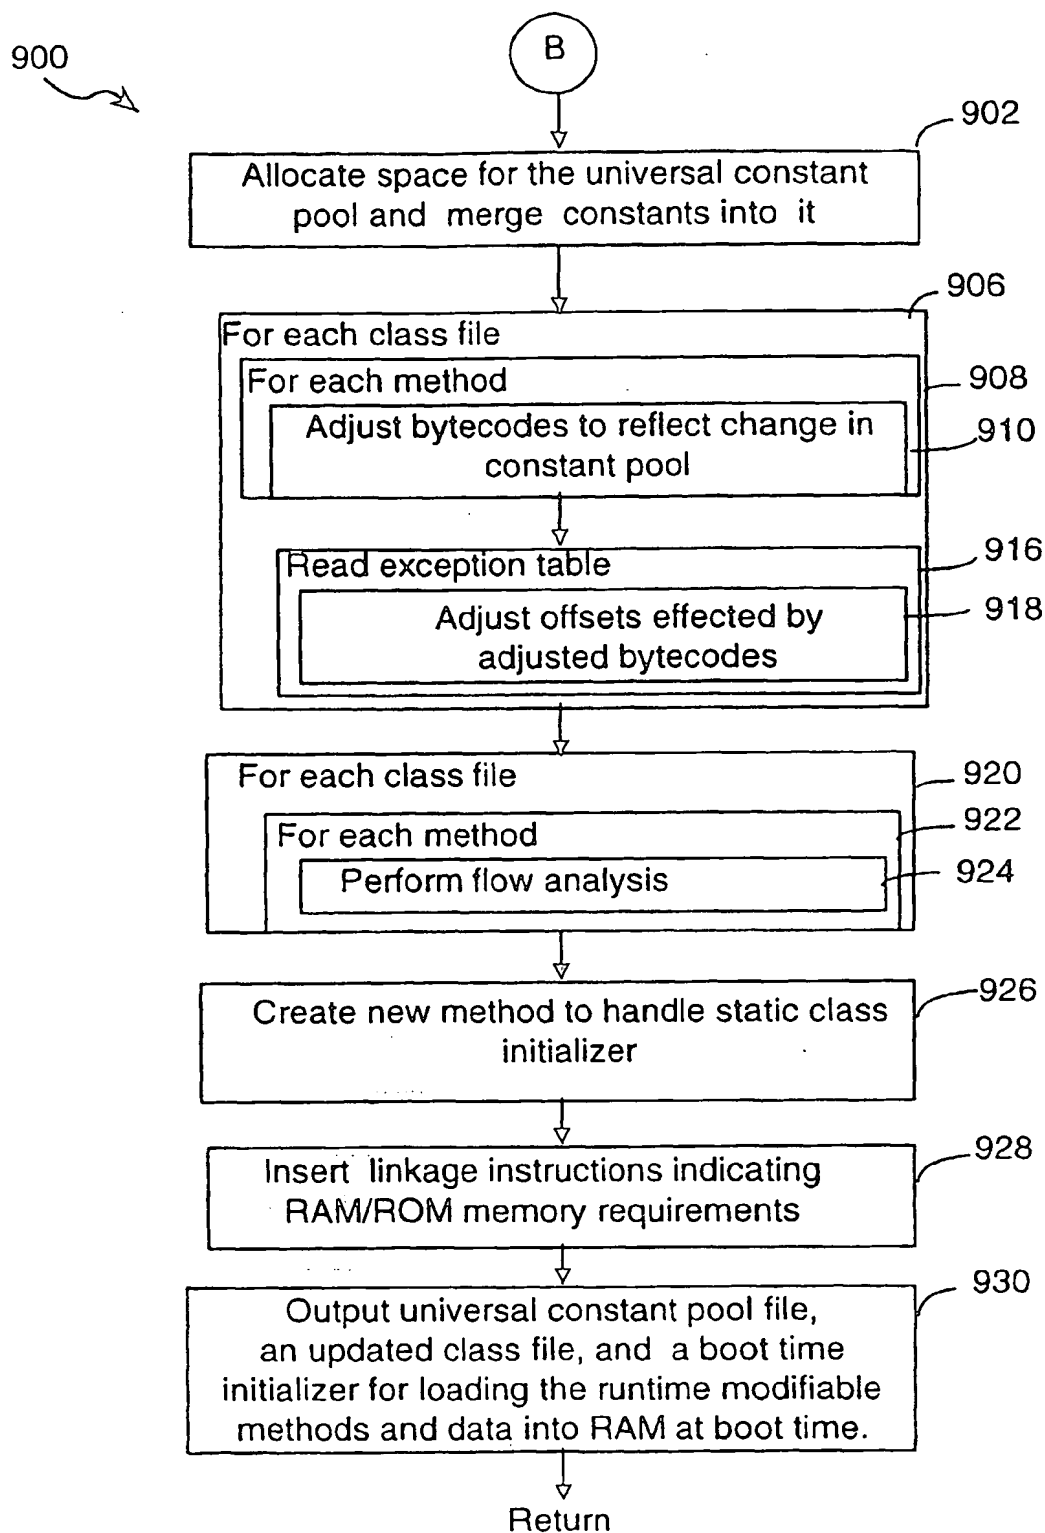 B
900
902
Allocate space for the universal constant
pool and merge constants into it
906
For each class file
For each method
908
Adjust bytecodes to reflect change in
constant pool
910
Read exception table
916
Adjust offsets effected by
adjusted bytecodes
918
For each class file
920
For each method
922
Perform flow analysis
924
Create new method to handle static class
initializer
926
Insert linkage instructions indicating
RAM/ROM memory requirements
928
930
Output universal constant pool file,
an updated class file, and a boot time
initializer for loading the runtime modifiable
methods and data into RAM at boot time.
Return